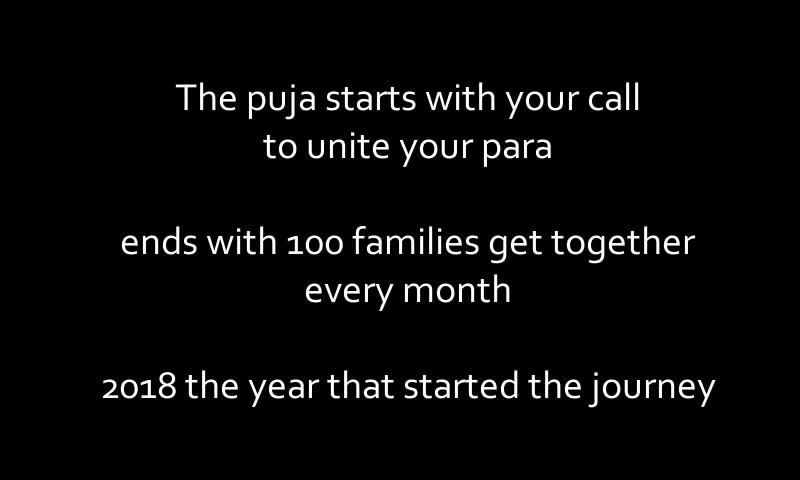 The puja starts with your call
to unite your para
ends with 100 families get together
every month
2018 the year that started the journey